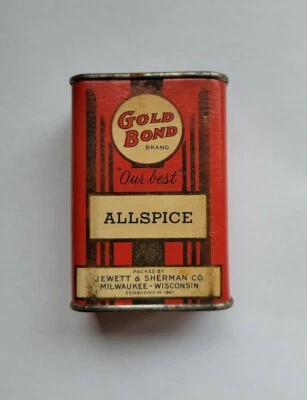 GOLD
BOND
BRAND
"Our best"
ALLSPICE
PACKED BY
JEWETT & SHERMAN CO.
MILWAUKEE - WISCONSIN
ESTABLISHED IN 1867